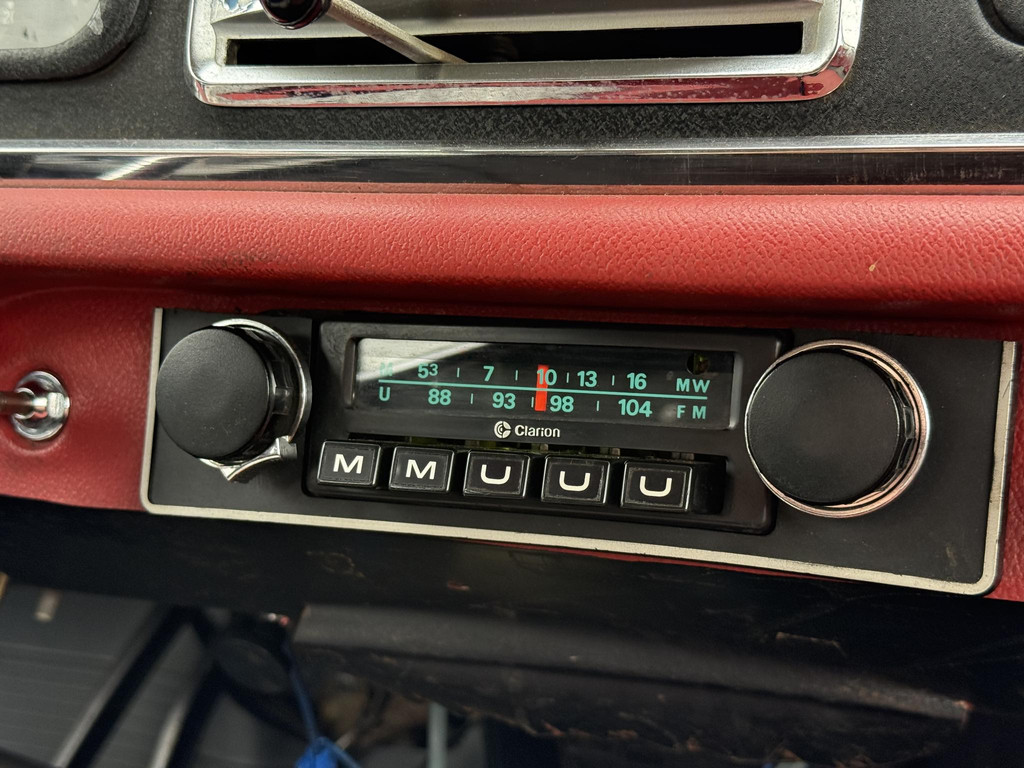 M 53 7 10 13 16 MW
U 88 93 98 104 FM
Clarion
M M U U U